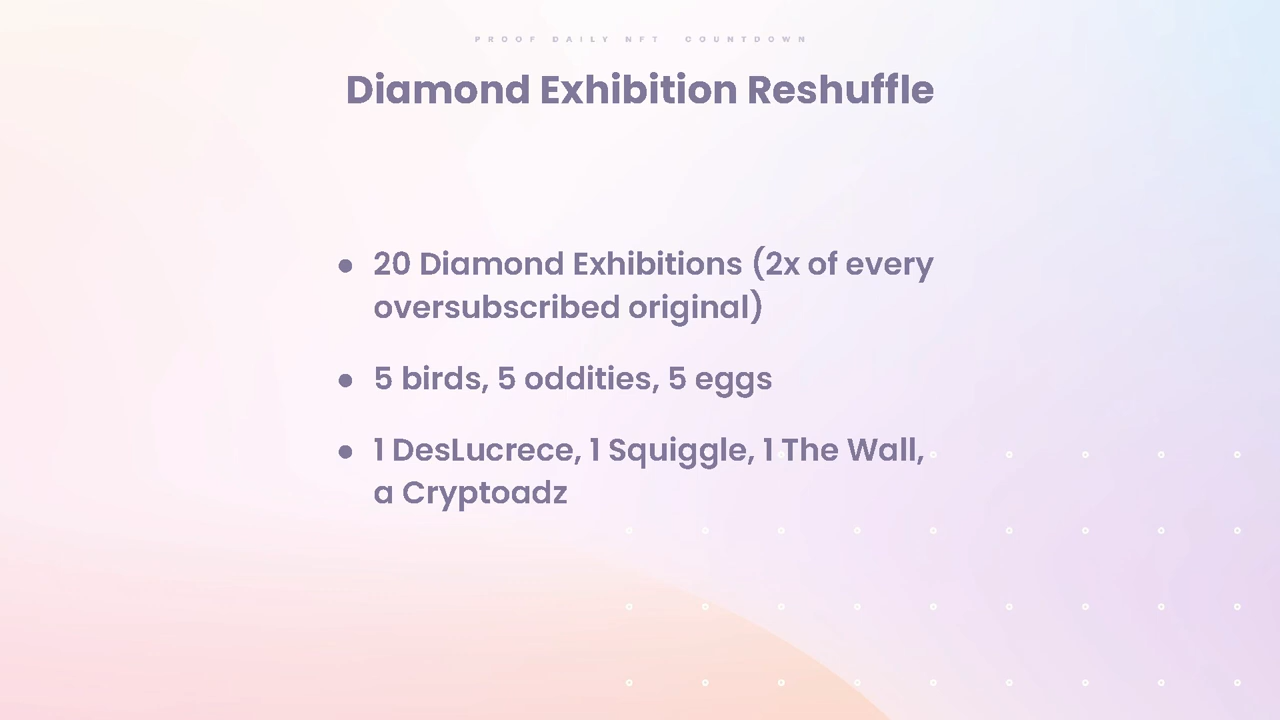 PROOF DAILY NFT COUNTDOWN
Diamond Exhibition Reshuffle
● 20 Diamond Exhibitions (2x of every
oversubscribed original)
● 5 birds, 5 oddities, 5 eggs
● 1 DesLucrece, 1 Squiggle, 1 The Wall,
a Cryptoadz